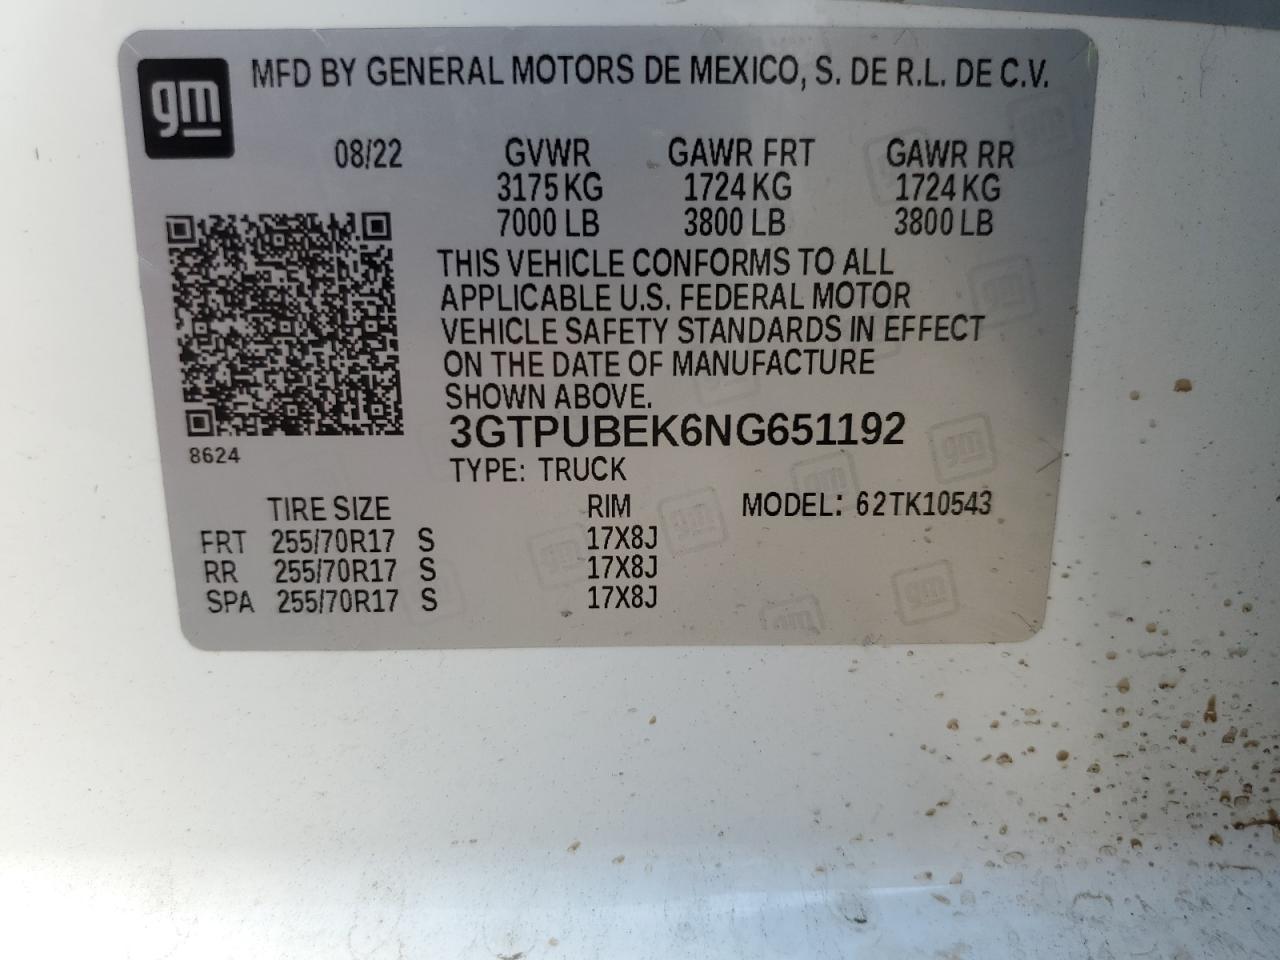 gm
MFD BY GENERAL MOTORS DE MEXICO, S. DE R.L. DE C.V.
08/22 GVWR GAWR FRT GAWR RR
3175 KG 1724 KG 1724 KG
7000 LB 3800 LB 3800 LB
THIS VEHICLE CONFORMS TO ALL
APPLICABLE U.S. FEDERAL MOTOR
VEHICLE SAFETY STANDARDS IN EFFECT
ON THE DATE OF MANUFACTURE
SHOWN ABOVE.
3GTPUBEK6NG651192
8624
TYPE: TRUCK
TIRE SIZE RIM MODEL: 62TK10543
FRT 255/70R17 S 17X8J
RR 255/70R17 S 17X8J
SPA 255/70R17 S 17X8J